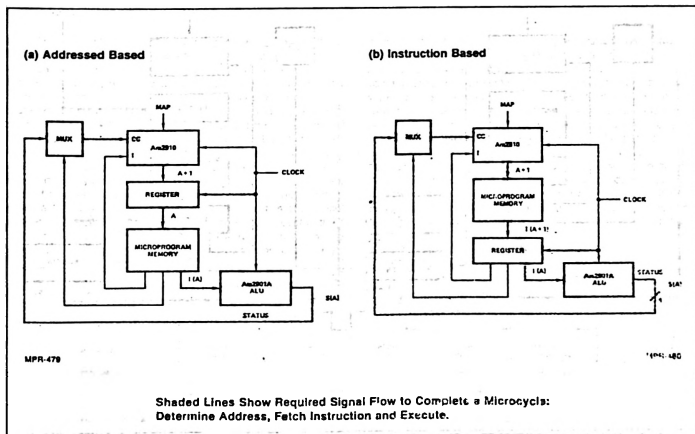 (a) Addressed Based
(b) Instruction Based
MAP
MUX
CC
I
Am2910
A + 1
CLOCK
REGISTER
A
MICROPROGRAM
MEMORY
I (A)
Am2901A
ALU
S(A)
STATUS
MPR-479
MAP
MUX
CC
I
Am2910
A + 1
MICROPROGRAM
MEMORY
CLOCK
I (A + 1)
REGISTER
I (A)
STATUS
Am2901A
ALU
S(A)
Shaded Lines Show Required Signal Flow to Complete a Microcycle:
Determine Address, Fetch Instruction and Execute.